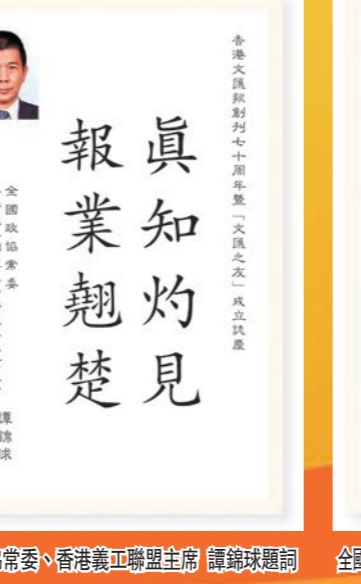 香港文匯報創刊七十周年暨「文匯之友」成立誌慶
眞知灼見
報業翹楚
全國政協常委
譚錦球
常委、香港義工聯盟主席 譚錦球題詞
全國